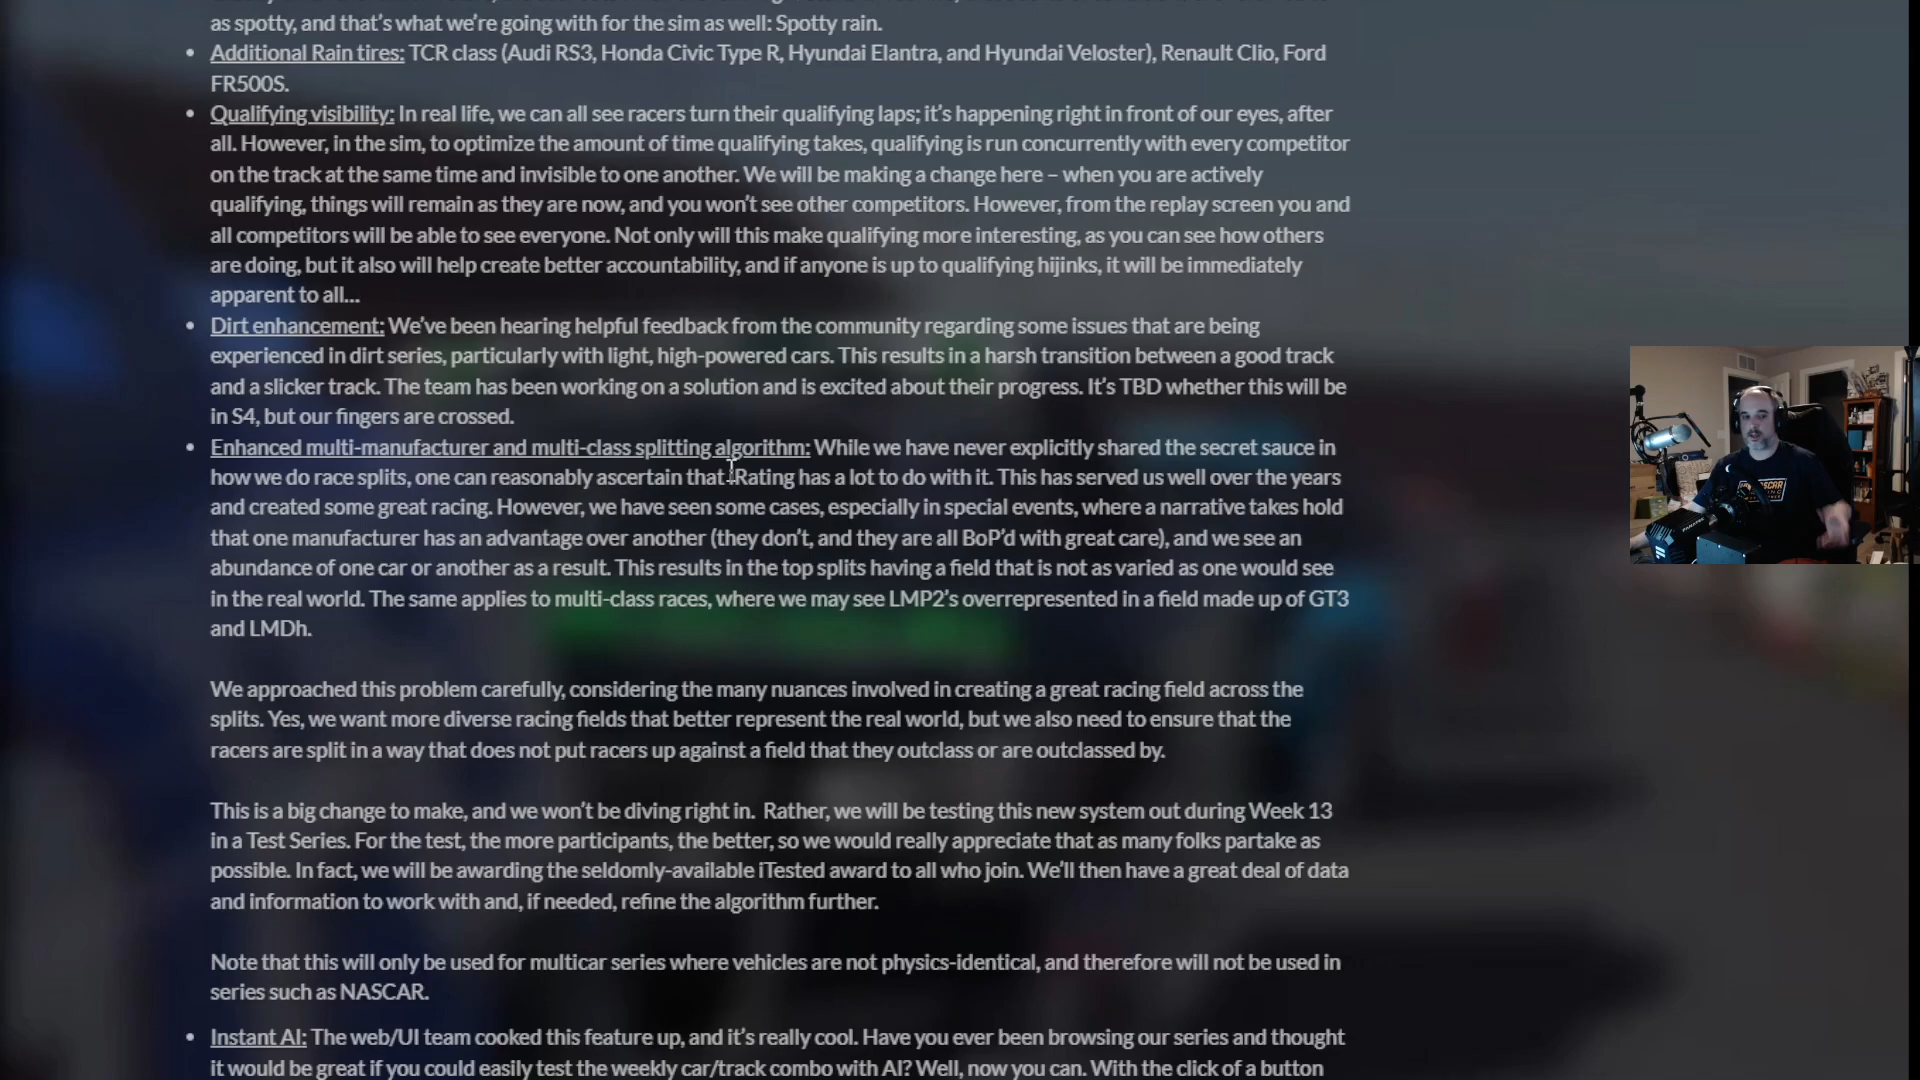 as spotty, and that's what we're going with for the sim as well: Spotty rain.
• Additional Rain tires: TCR class (Audi RS3, Honda Civic Type R, Hyundai Elantra, and Hyundai Veloster), Renault Clio, Ford
FR500S.
• Qualifying visibility: In real life, we can all see racers turn their qualifying laps; it's happening right in front of our eyes, after
all. However, in the sim, to optimize the amount of time qualifying takes, qualifying is run concurrently with every competitor
on the track at the same time and invisible to one another. We will be making a change here – when you are actively
qualifying, things will remain as they are now, and you won't see other competitors. However, from the replay screen you and
all competitors will be able to see everyone. Not only will this make qualifying more interesting, as you can see how others
are doing, but it also will help create better accountability, and if anyone is up to qualifying hijinks, it will be immediately
apparent to all...
• Dirt enhancement: We've been hearing helpful feedback from the community regarding some issues that are being
experienced in dirt series, particularly with light, high-powered cars. This results in a harsh transition between a good track
and a slicker track. The team has been working on a solution and is excited about their progress. It's TBD whether this will be
in S4, but our fingers are crossed.
• Enhanced multi-manufacturer and multi-class splitting algorithm: While we have never explicitly shared the secret sauce in
how we do race splits, one can reasonably ascertain that iRating has a lot to do with it. This has served us well over the years
and created some great racing. However, we have seen some cases, especially in special events, where a narrative takes hold
that one manufacturer has an advantage over another (they don't, and they are all BoP'd with great care), and we see an
abundance of one car or another as a result. This results in the top splits having a field that is not as varied as one would see
in the real world. The same applies to multi-class races, where we may see LMP2's overrepresented in a field made up of GT3
and LMDh.
We approached this problem carefully, considering the many nuances involved in creating a great racing field across the
splits. Yes, we want more diverse racing fields that better represent the real world, but we also need to ensure that the
racers are split in a way that does not put racers up against a field that they outclass or are outclassed by.
This is a big change to make, and we won't be diving right in.  Rather, we will be testing this new system out during Week 13
in a Test Series. For the test, the more participants, the better, so we would really appreciate that as many folks partake as
possible. In fact, we will be awarding the seldomly-available iTested award to all who join. We'll then have a great deal of data
and information to work with and, if needed, refine the algorithm further.
Note that this will only be used for multicar series where vehicles are not physics-identical, and therefore will not be used in
series such as NASCAR.
• Instant AI: The web/UI team cooked this feature up, and it's really cool. Have you ever been browsing our series and thought
it would be great if you could easily test the weekly car/track combo with AI? Well, now you can. With the click of a button